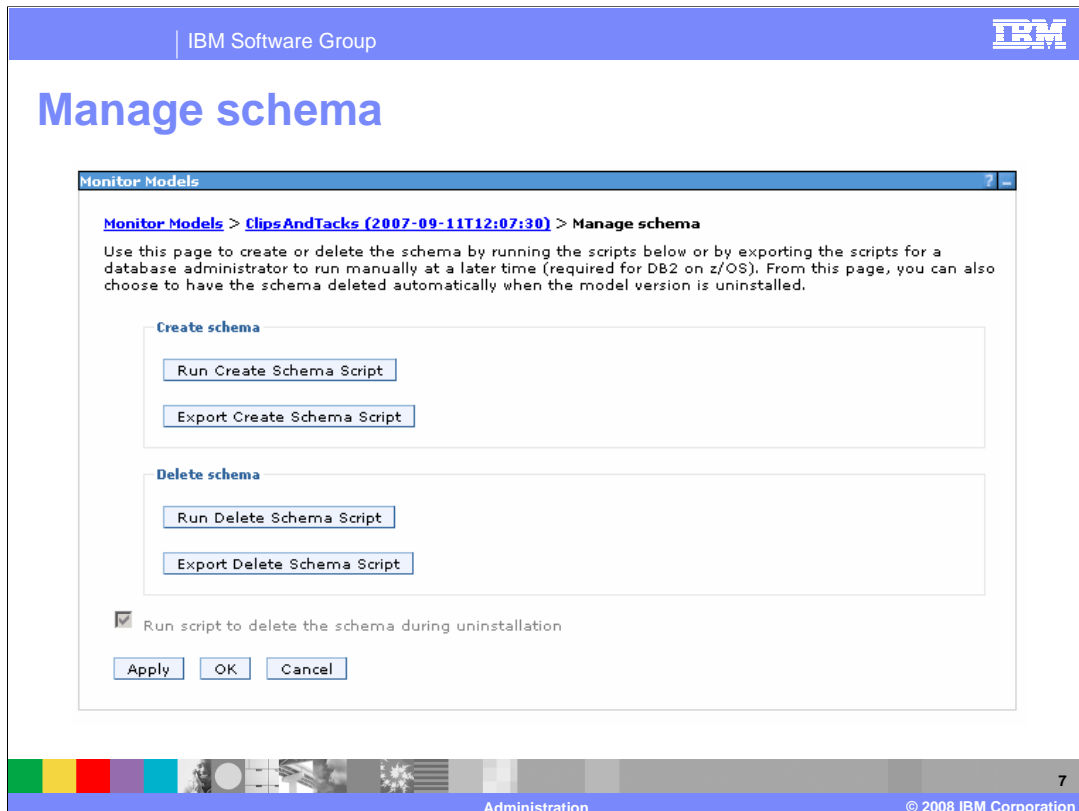 IBM Software Group
IBM
Manage schema
Monitor Models
? –
Monitor Models > ClipsAndTacks (2007-09-11T12:07:30) > Manage schema
Use this page to create or delete the schema by running the scripts below or by exporting the scripts for a
database administrator to run manually at a later time (required for DB2 on z/OS). From this page, you can also
choose to have the schema deleted automatically when the model version is uninstalled.
Create schema
Run Create Schema Script
Export Create Schema Script
Delete schema
Run Delete Schema Script
Export Delete Schema Script
Run script to delete the schema during uninstallation
Apply OK Cancel
7
Administration © 2008 IBM Corporation